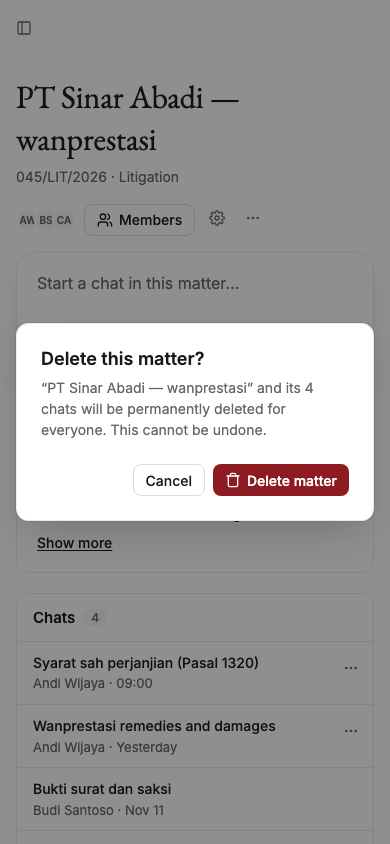 PT Sinar Abadi —
wanprestasi
045/LIT/2026 · Litigation
AW BS CA
Members
Start a chat in this matter...
Delete this matter?
“PT Sinar Abadi — wanprestasi” and its 4
chats will be permanently deleted for
everyone. This cannot be undone.
Cancel
Delete matter
Show more
Chats 4
Syarat sah perjanjian (Pasal 1320)
Andi Wijaya · 09:00
Wanprestasi remedies and damages
Andi Wijaya · Yesterday
Bukti surat dan saksi
Budi Santoso · Nov 11